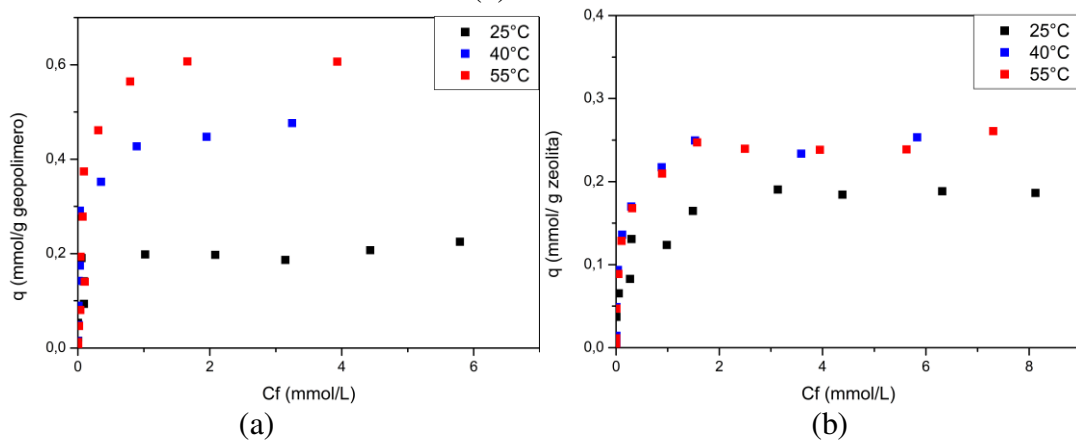 25°C
40°C
55°C
0,6
0,4
0,2
0,0
q (mmol/g geopolimero)
0 2 4 6
Cf (mmol/L)
(a)
25°C
40°C
55°C
0,4
0,3
0,2
0,1
0,0
q (mmol/ g zeolita)
0 2 4 6 8
Cf (mmol/L)
(b)